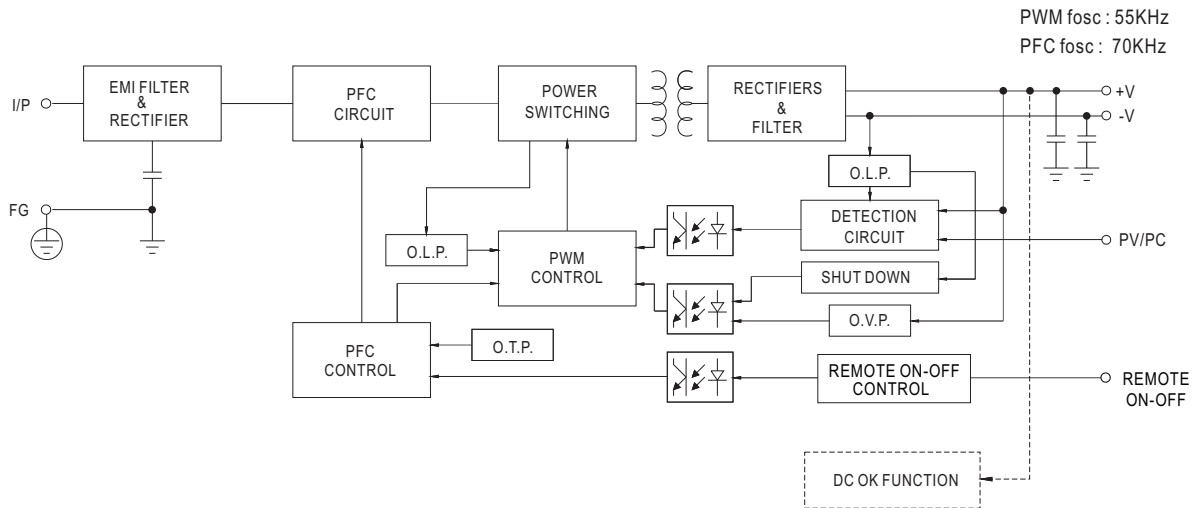 PWM fosc : 55KHz
PFC fosc : 70KHz
I/P
EMI FILTER
&
RECTIFIER
PFC
CIRCUIT
POWER
SWITCHING
RECTIFIERS
&
FILTER
+V
-V
FG
O.L.P.
PWM
CONTROL
O.L.P.
DETECTION
CIRCUIT
PV/PC
SHUT DOWN
O.V.P.
PFC
CONTROL
O.T.P.
REMOTE ON-OFF
CONTROL
REMOTE
ON-OFF
DC OK FUNCTION